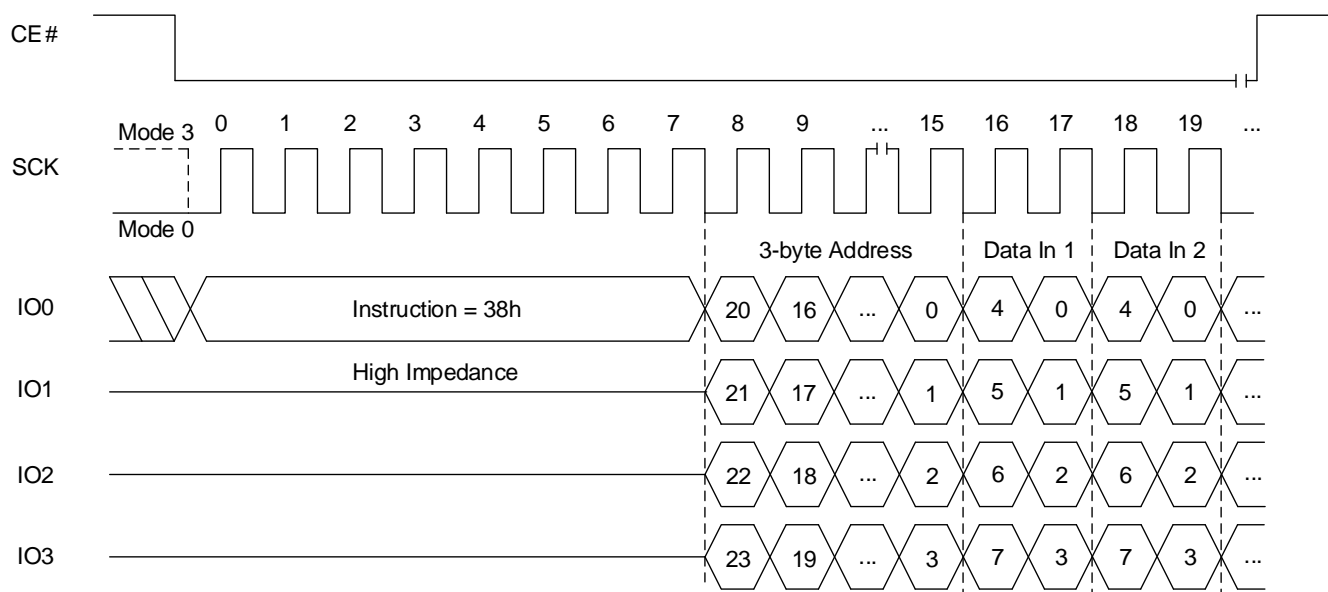 CE#
Mode 3 0 1 2 3 4 5 6 7 8 9 ... 15 16 17 18 19 ...
SCK
Mode 0
3-byte Address Data In 1 Data In 2
IO0 Instruction = 38h 20 16 ... 0 4 0 4 0 ...
High Impedance
IO1 21 17 ... 1 5 1 5 1 ...
IO2 22 18 ... 2 6 2 6 2 ...
IO3 23 19 ... 3 7 3 7 3 ...